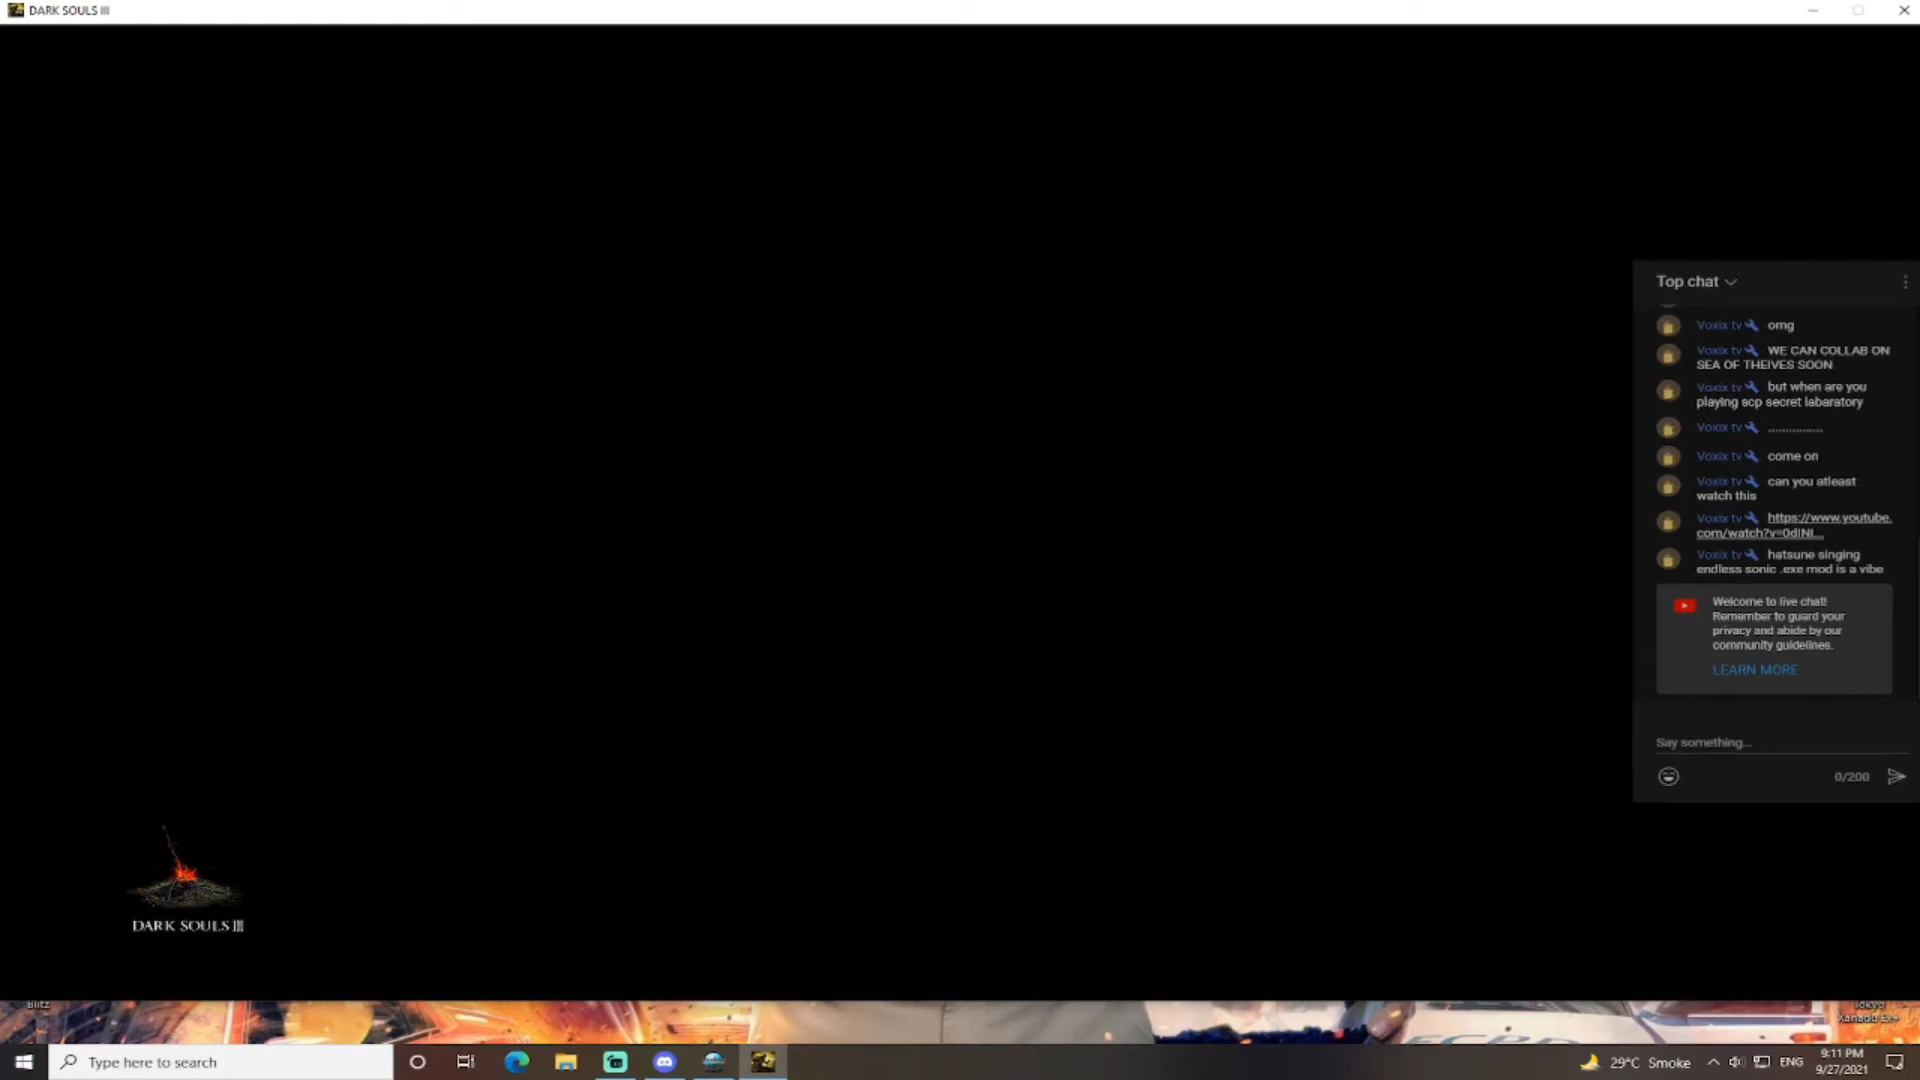 DARK SOULS III
Top chat
Voxix tv omg
Voxix tv WE CAN COLLAB ON
SEA OF THEIVES SOON
Voxix tv but when are you
playing scp secret labaratory
Voxix tv ................
Voxix tv come on
Voxix tv can you atleast
watch this
Voxix tv https://www.youtube.
com/watch?v=0dINI...
Voxix tv hatsune singing
endless sonic .exe mod is a vibe
Welcome to live chat!
Remember to guard your
privacy and abide by our
community guidelines.
LEARN MORE
Say something...
0/200
DARK SOULS III
Blitz
Tokyo
Xanadu Ex+
ECPD
Type here to search
29°C Smoke
ENG
9:11 PM
9/27/2021